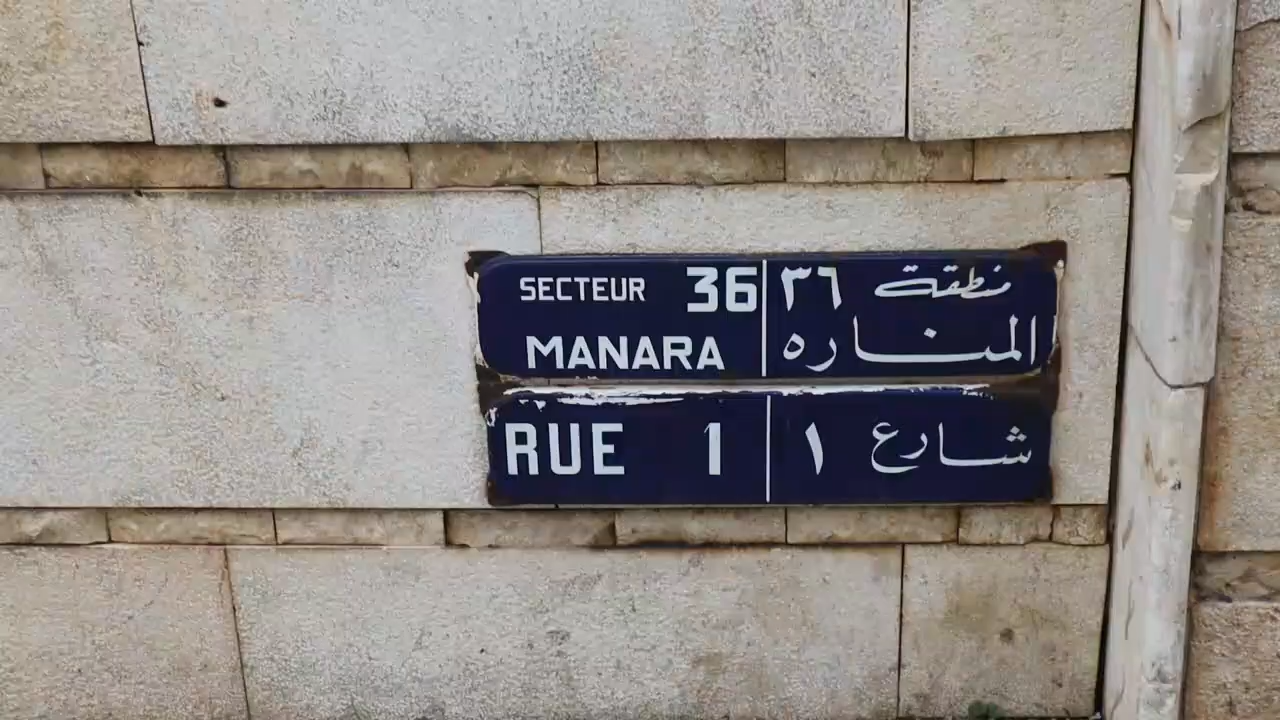 SECTEUR 36
MANARA
منطقة ٣٦
المناره
RUE 1
شارع ١